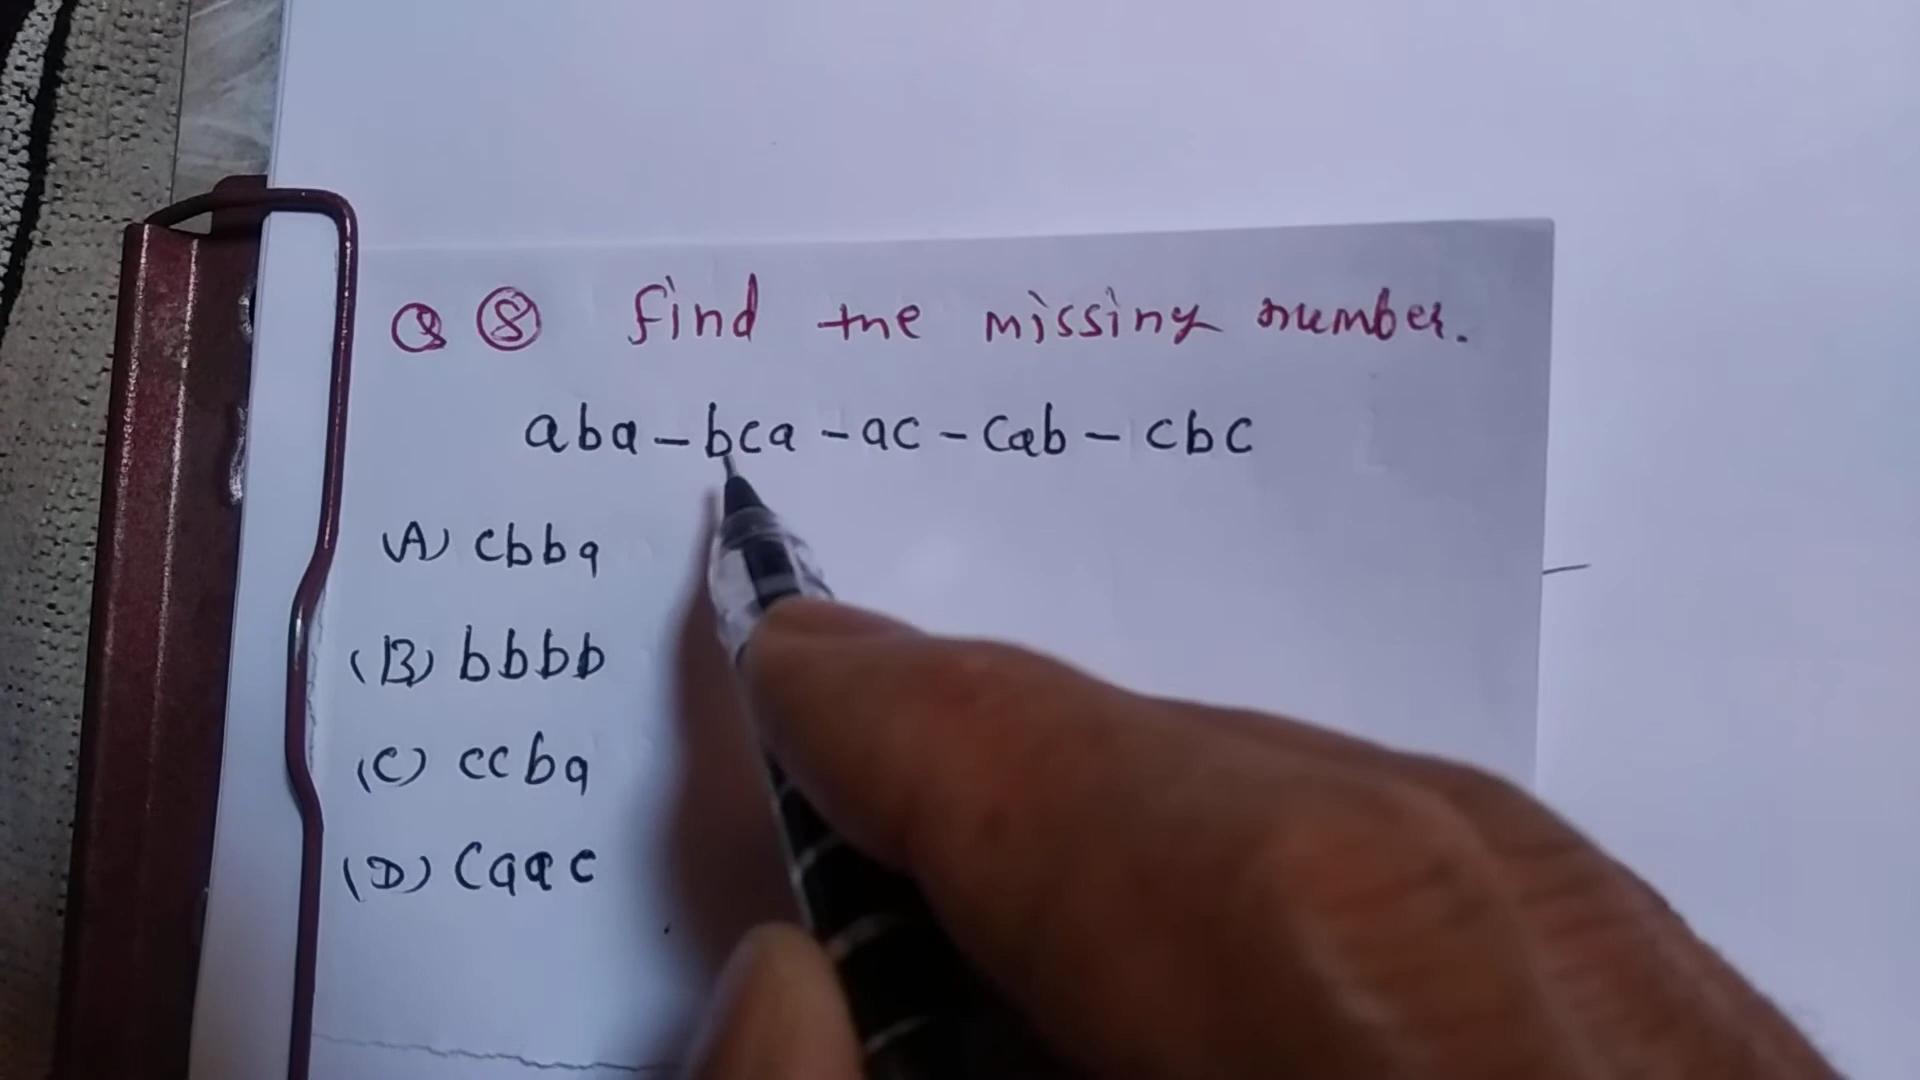 Q 8 find the missing number.
aba - bca - ac - cab - cbc
(A) cbba
(B) bbbb
(C) ccba
(D) caac